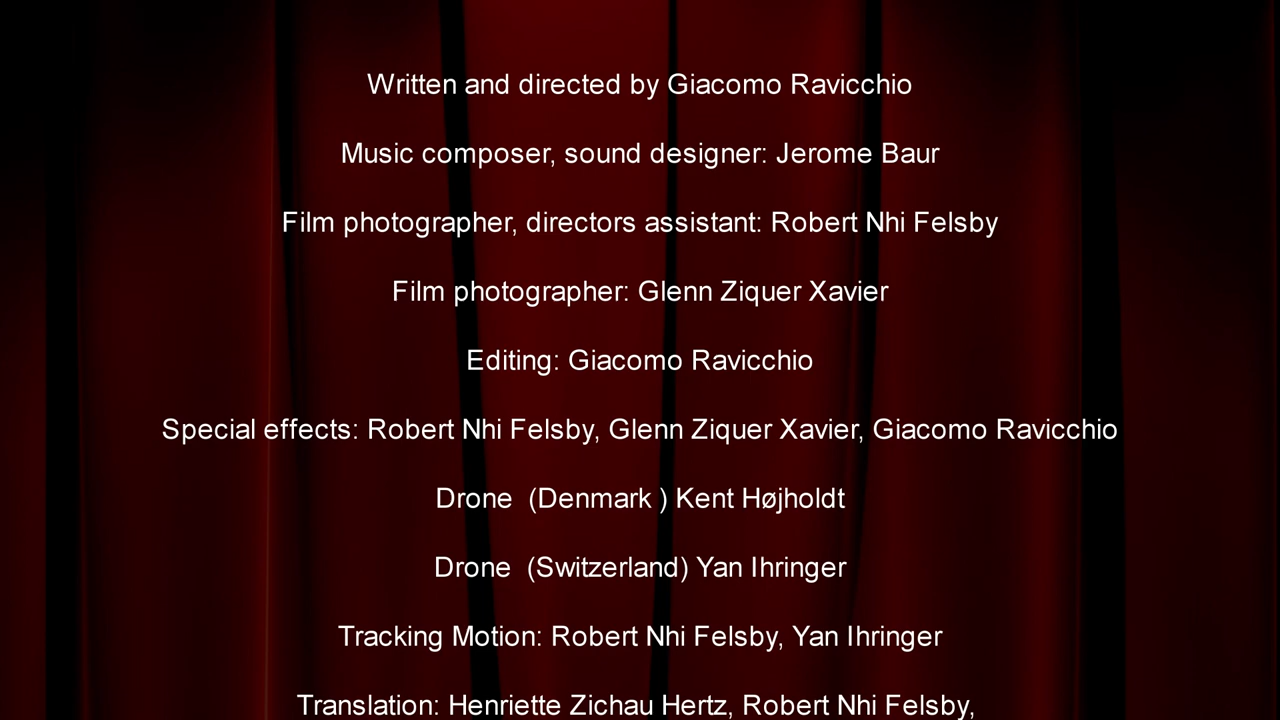 Written and directed by Giacomo Ravicchio
Music composer, sound designer: Jerome Baur
Film photographer, directors assistant: Robert Nhi Felsby
Film photographer: Glenn Ziquer Xavier
Editing: Giacomo Ravicchio
Special effects: Robert Nhi Felsby, Glenn Ziquer Xavier, Giacomo Ravicchio
Drone  (Denmark ) Kent Højholdt
Drone  (Switzerland) Yan Ihringer
Tracking Motion: Robert Nhi Felsby, Yan Ihringer
Translation: Henriette Zichau Hertz, Robert Nhi Felsby,